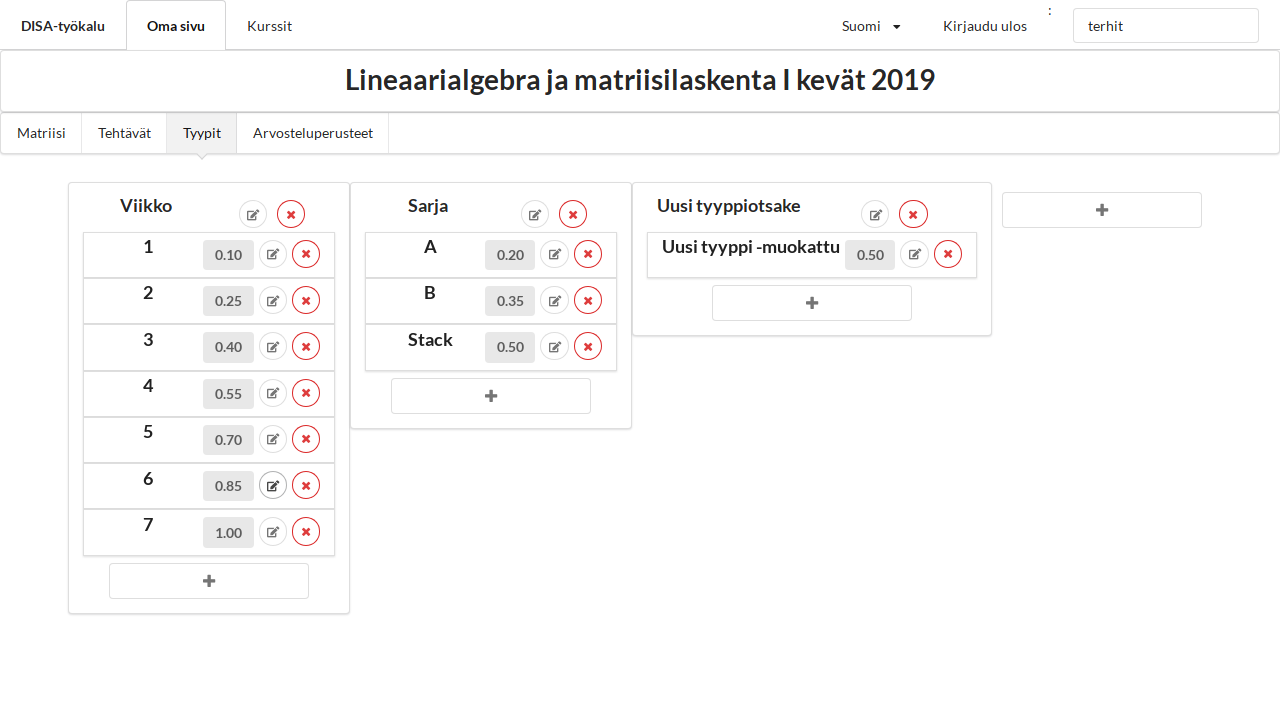 DISA-työkalu Oma sivu Kurssit Suomi Kirjaudu ulos : terhit
Lineaarialgebra ja matriisilaskenta I kevät 2019
Matriisi Tehtävät Tyypit Arvosteluperusteet
Viikko
1 0.10
2 0.25
3 0.40
4 0.55
5 0.70
6 0.85
7 1.00
Sarja
A 0.20
B 0.35
Stack 0.50
Uusi tyyppiotsake
Uusi tyyppi -muokattu 0.50